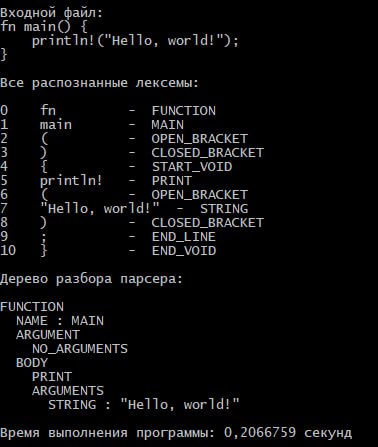 Входной файл:
fn main() {
    println!("Hello, world!");
}
Все распознанные лексемы:
0    fn         -  FUNCTION
1    main       -  MAIN
2    (          -  OPEN_BRACKET
3    )          -  CLOSED_BRACKET
4    {          -  START_VOID
5    println!   -  PRINT
6    (          -  OPEN_BRACKET
7    "Hello, world!"  -  STRING
8    )          -  CLOSED_BRACKET
9    ;          -  END_LINE
10   }          -  END_VOID
Дерево разбора парсера:
FUNCTION
  NAME : MAIN
  ARGUMENT
    NO_ARGUMENTS
  BODY
    PRINT
    ARGUMENTS
      STRING : "Hello, world!"
Время выполнения программы: 0,2066759 секунд